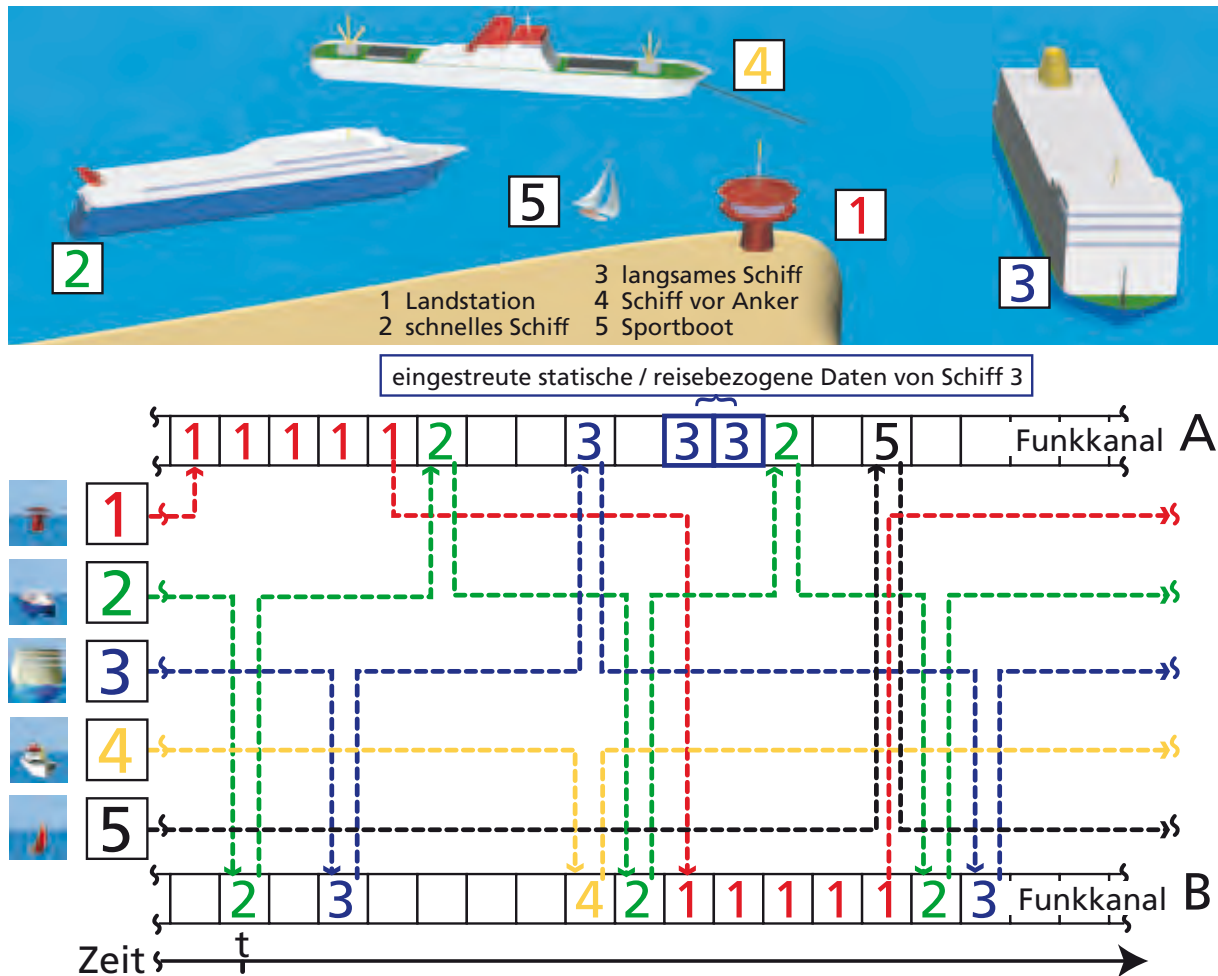 4
5
1
2
3
3 langsames Schiff
1 Landstation
4 Schiff vor Anker
2 schnelles Schiff
5 Sportboot
eingestreute statische / reisebezogene Daten von Schiff 3
1 1 1 1 1 2 3 3 3 2 5 Funkkanal A
1
2
3
4
5
2 3 4 2 1 1 1 1 1 2 3 Funkkanal B
t
Zeit